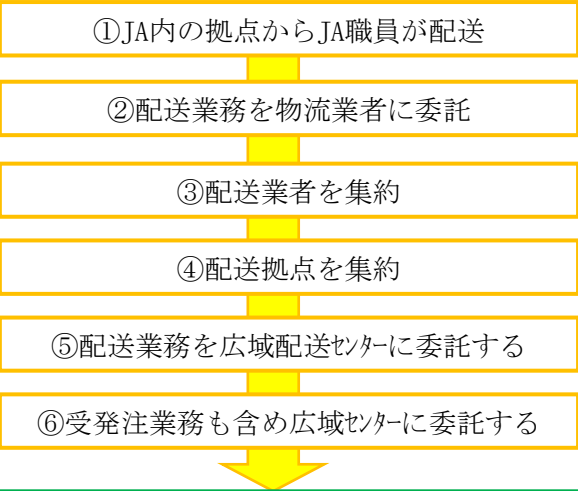 ①JA内の拠点からJA職員が配送
②配送業務を物流業者に委託
③配送業者を集約
④配送拠点を集約
⑤配送業務を広域配送ｾﾝﾀｰに委託する
⑥受発注業務も含め広域ｾﾝﾀｰに委託する